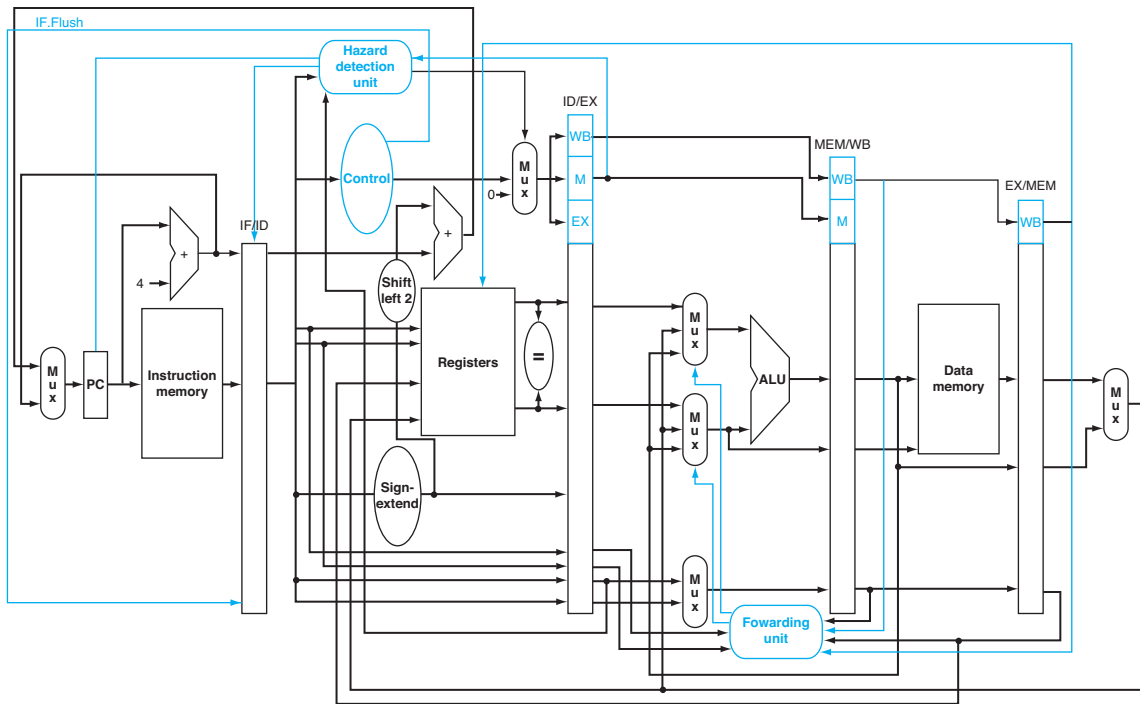 IF.Flush
Hazard
detection
unit
ID/EX
WB
MEM/WB
Control
M
u
x
M
WB
EX/MEM
0
IF/ID
+
EX
M
WB
+
4
Shift
left 2
M
u
x
Registers
=
M
u
x
PC
Instruction
memory
ALU
Data
memory
M
u
x
M
u
x
Sign-
extend
M
u
x
Fowarding
unit